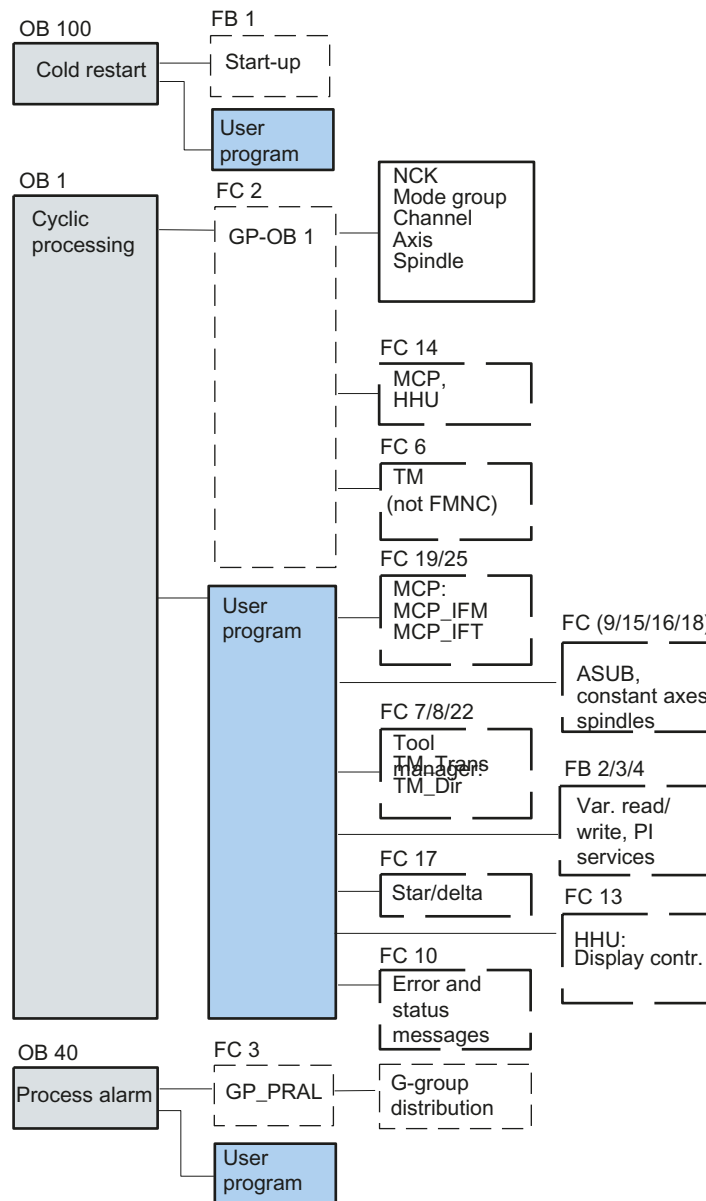 OB 100
Cold restart
FB 1
Start-up
User
program
OB 1
Cyclic
processing
FC 2
GP-OB 1
NCK
Mode group
Channel
Axis
Spindle
FC 14
MCP,
HHU
FC 6
TM
(not FMNC)
User
program
FC 19/25
MCP:
MCP_IFM
MCP_IFT
FC (9/15/16/18)
ASUB,
constant axes
spindles
FC 7/8/22
Tool
manager:
TM_Trans
TM_Dir
FB 2/3/4
Var. read/
write, PI
services
FC 17
Star/delta
FC 13
HHU:
Display contr.
FC 10
Error and
status
messages
OB 40
Process alarm
FC 3
GP_PRAL
G-group
distribution
User
program